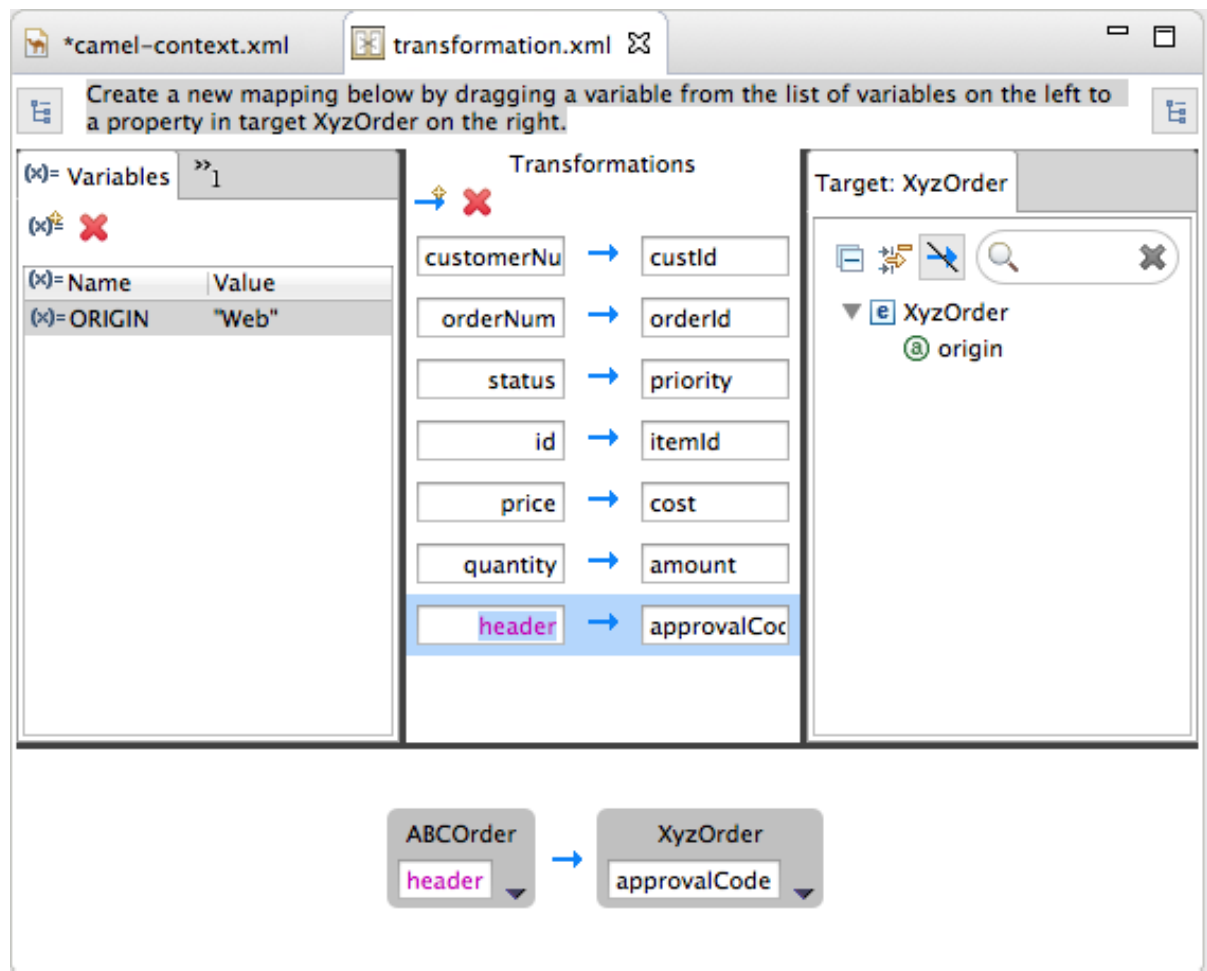 *camel-context.xml
transformation.xml
Create a new mapping below by dragging a variable from the list of variables on the left to
a property in target XyzOrder on the right.
(x)= Variables
»1
Transformations
Target: XyzOrder
(x)= Name Value
(x)= ORIGIN "Web"
customerNu → custId
orderNum → orderId
status → priority
id → itemId
price → cost
quantity → amount
header → approvalCod
e XyzOrder
a origin
ABCOrder → XyzOrder
header approvalCode